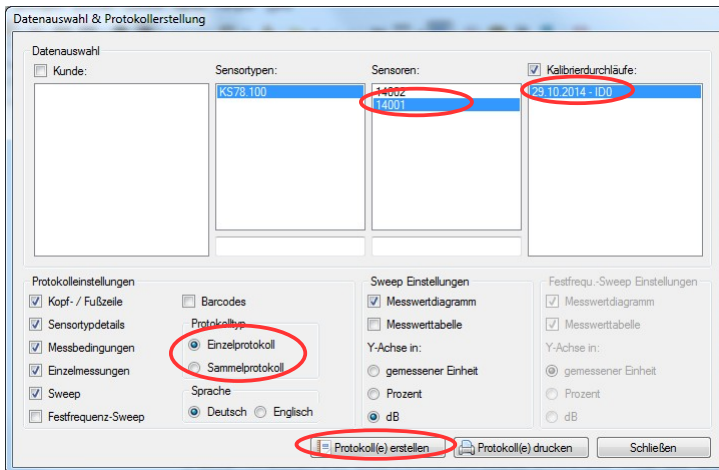 Datenauswahl & Protokollerstellung
Datenauswahl
Kunde:
Sensortypen:
Sensoren:
Kalibrierdurchläufe:
KS78.100
14002
14001
29.10.2014 - ID0
Protokolleinstellungen
Kopf- / Fußzeile
Barcodes
Sensortypdetails
Protokolltyp
Messbedingungen
Einzelprotokoll
Einzelmessungen
Sammelprotokoll
Sweep
Sprache
Festfrequenz-Sweep
Deutsch
Englisch
Sweep Einstellungen
Messwertdiagramm
Messwerttabelle
Y-Achse in:
gemessener Einheit
Prozent
dB
Festfrequ.-Sweep Einstellungen
Messwertdiagramm
Messwerttabelle
Y-Achse in:
gemessener Einheit
Prozent
dB
Protokoll(e) erstellen
Protokoll(e) drucken
Schließen